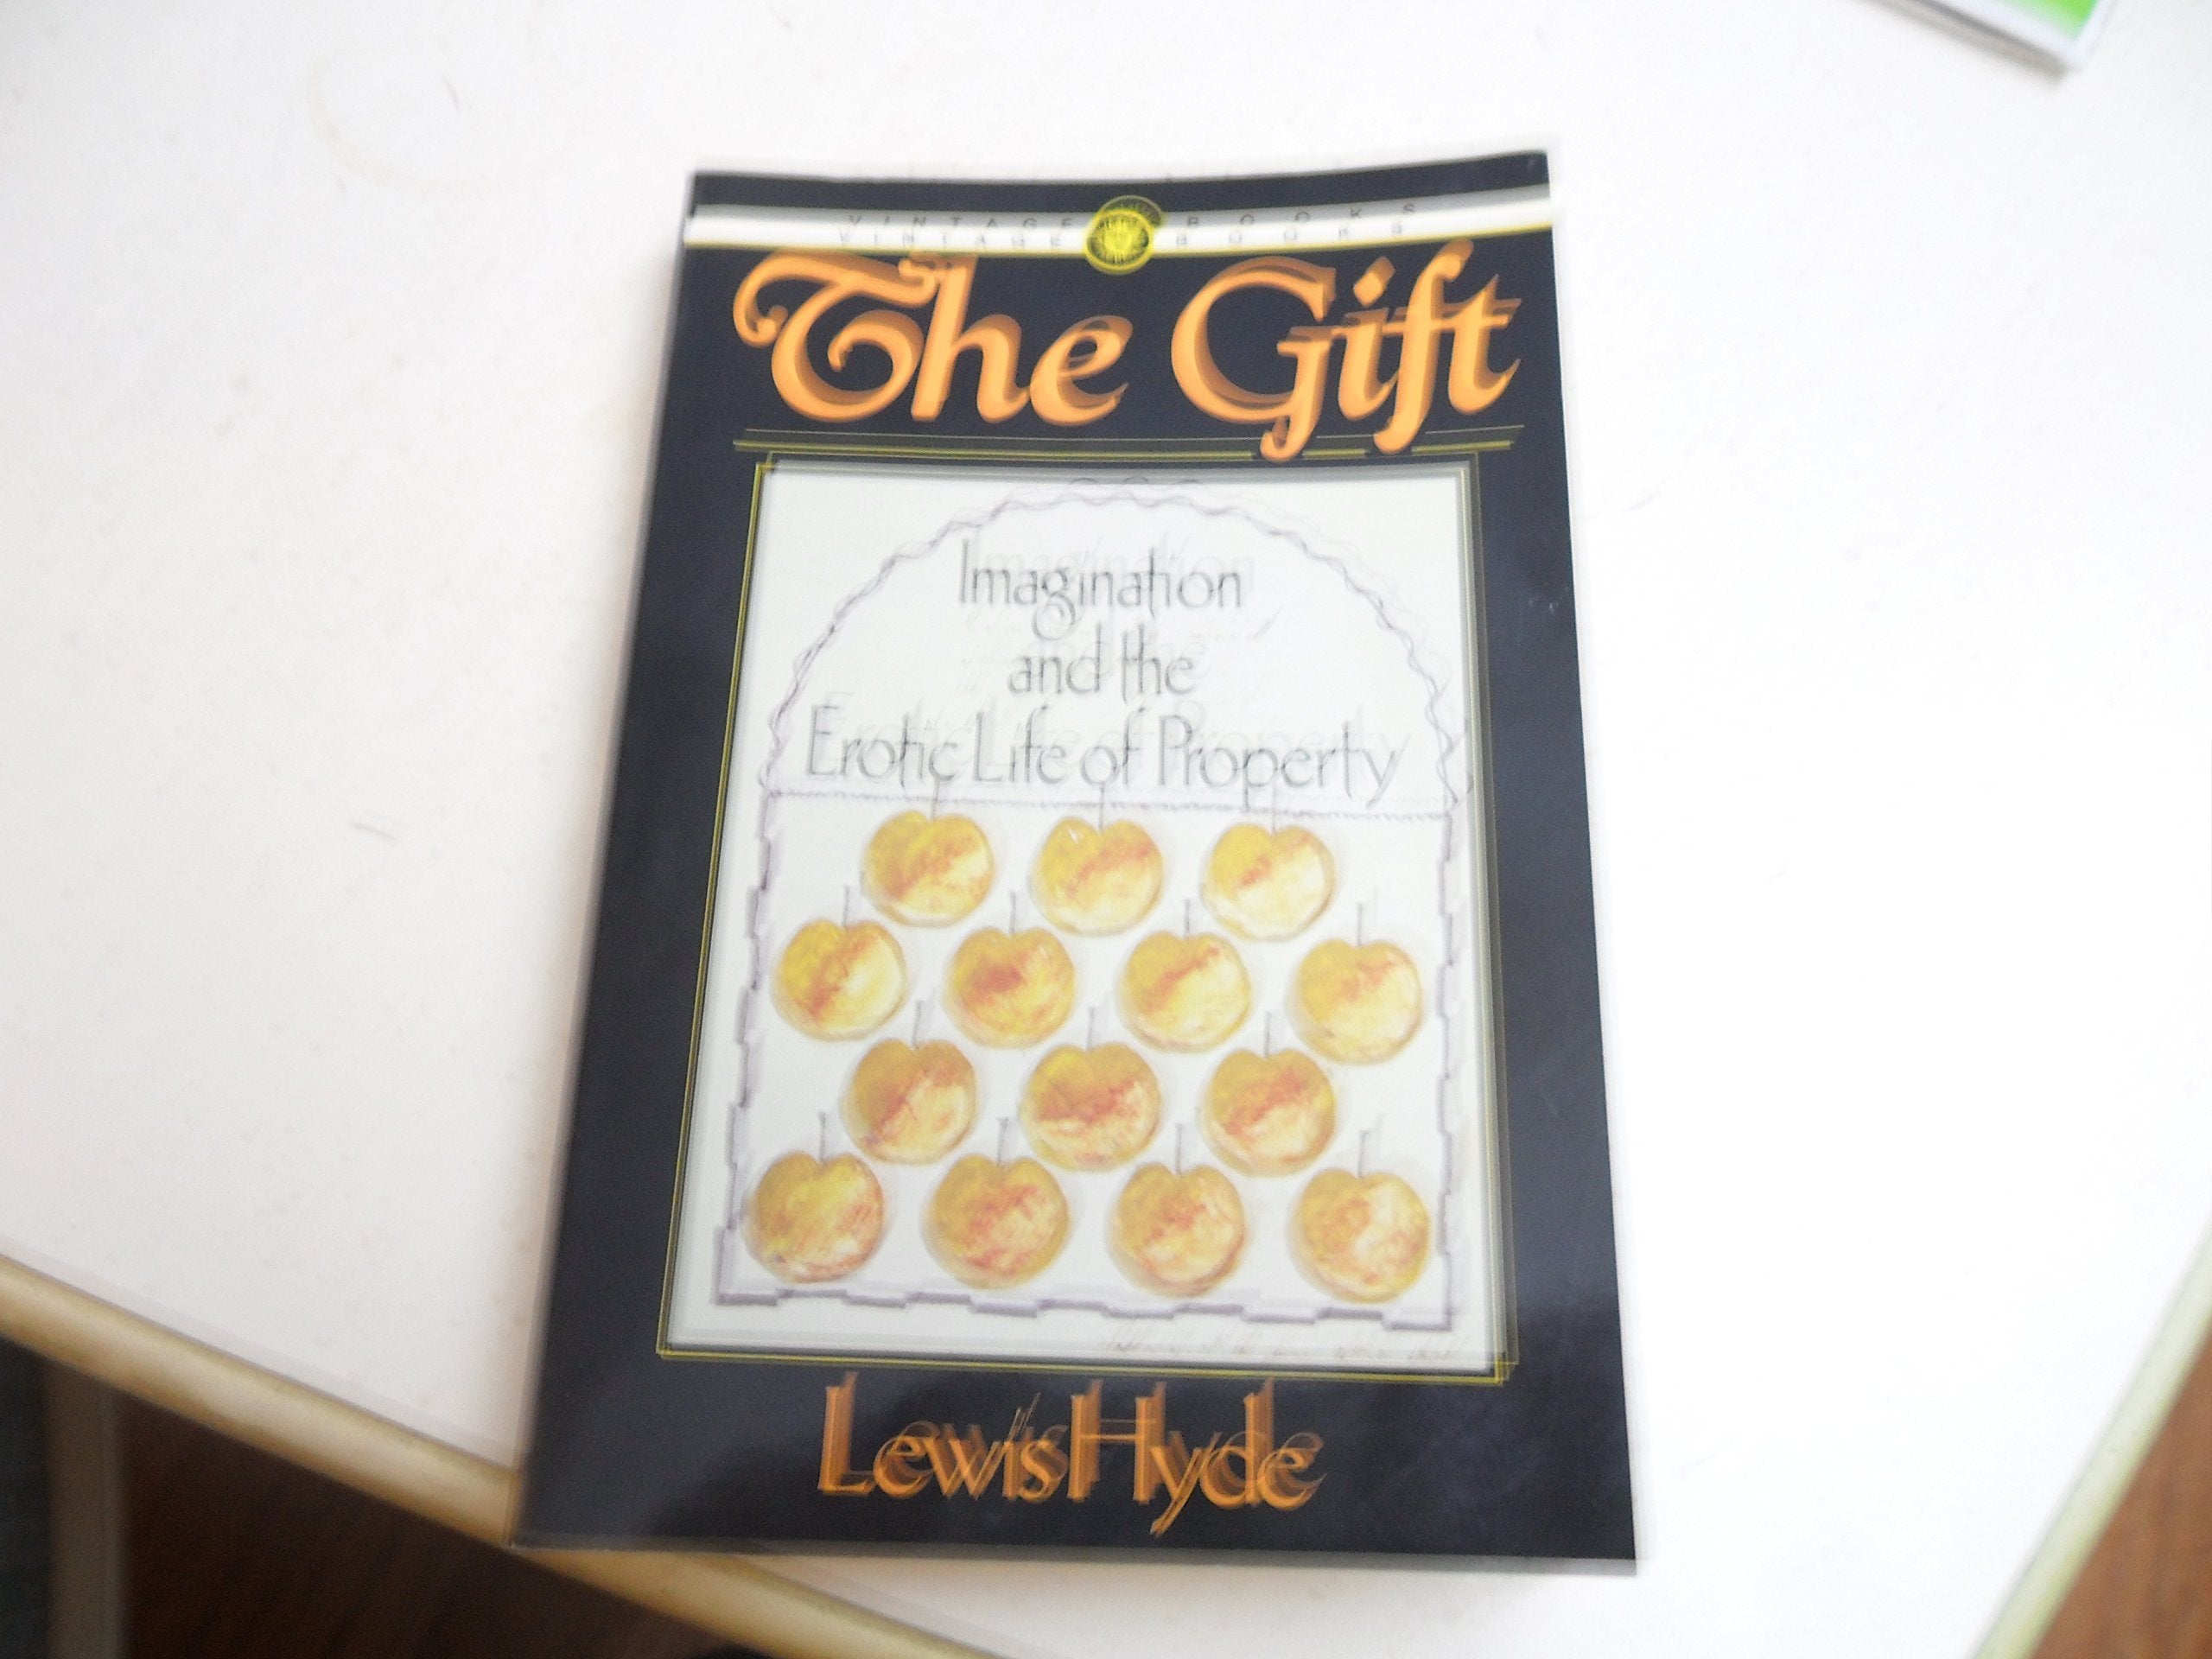 VINTAGE BOOKS
The Gift
Imagination
and the
Erotic Life of Property
Lewis Hyde